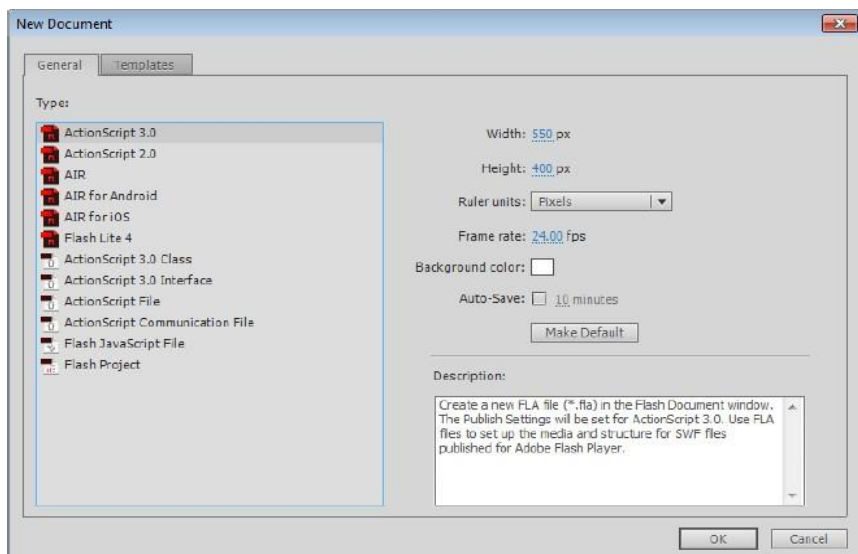 New Document
General
Templates
Type:
ActionScript 3.0
ActionScript 2.0
AIR
AIR for Android
AIR for iOS
Flash Lite 4
ActionScript 3.0 Class
ActionScript 3.0 Interface
ActionScript File
ActionScript Communication File
Flash JavaScript File
Flash Project
Width: 550 px
Height: 400 px
Ruler units: Pixels
Frame rate: 24.00 fps
Background color:
Auto-Save: 10 minutes
Make Default
Description:
Create a new FLA file (*.fla) in the Flash Document window.
The Publish Settings will be set for ActionScript 3.0. Use FLA
files to set up the media and structure for SWF files
published for Adobe Flash Player.
OK
Cancel